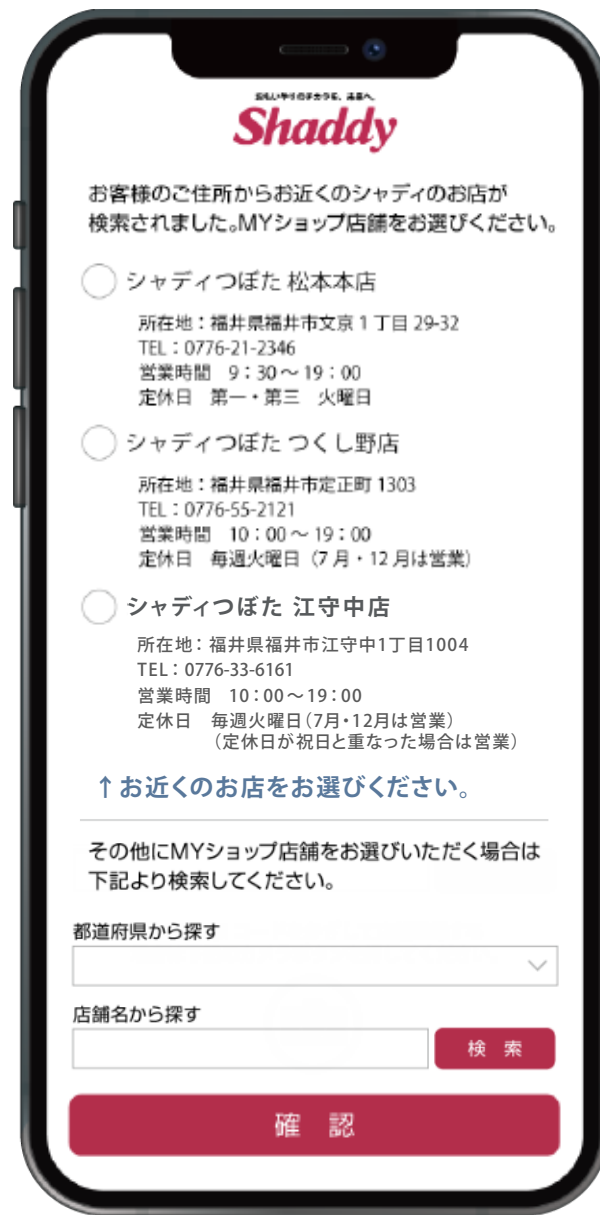 Shaddy
お客様のご住所からお近くのシャディのお店が
検索されました。MYショップ店舗をお選びください。
シャディつぼた 松本本店
所在地：福井県福井市文京 1 丁目 29-32
TEL：0776-21-2346
営業時間　9：30～19：00
定休日　第一・第三　火曜日
シャディつぼた つくし野店
所在地：福井県福井市定正町 1303
TEL：0776-55-2121
営業時間　10：00～19：00
定休日　毎週火曜日（7 月・12 月は営業）
シャディつぼた 江守中店
所在地：福井県福井市江守中1丁目1004
TEL：0776-33-6161
営業時間　10：00～19：00
定休日　毎週火曜日（7月・12月は営業）
（定休日が祝日と重なった場合は営業）
↑お近くのお店をお選びください。
その他にMYショップ店舗をお選びいただく場合は
下記より検索してください。
都道府県から探す
店舗名から探す
検 索
確 認